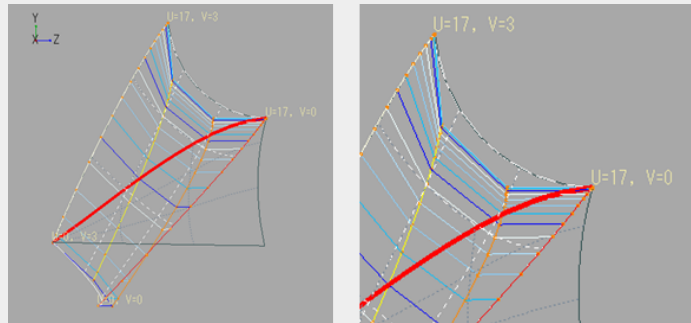 Y
X Z
U=17, V=3
U=17, V=0
U=0, V=3
U=0, V=0
U=17, V=3
U=17, V=0